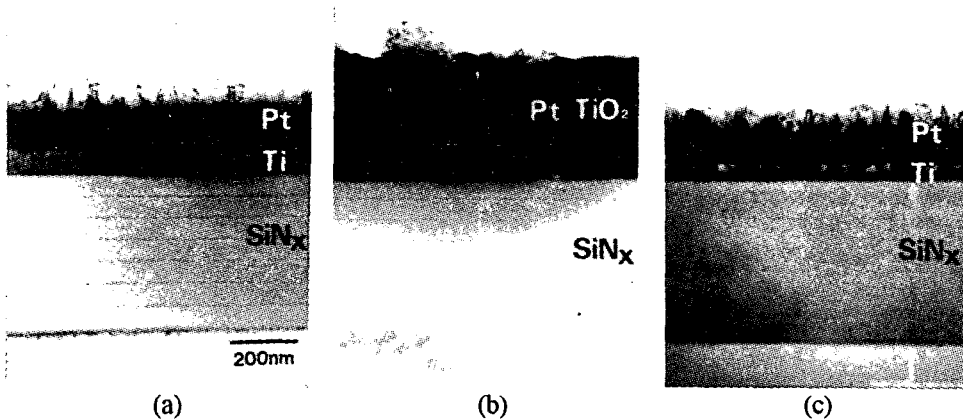 Pt
Ti
SiNx
200nm
(a)
Pt TiO₂
SiNx
(b)
Pt
Ti
SiNx
(c)